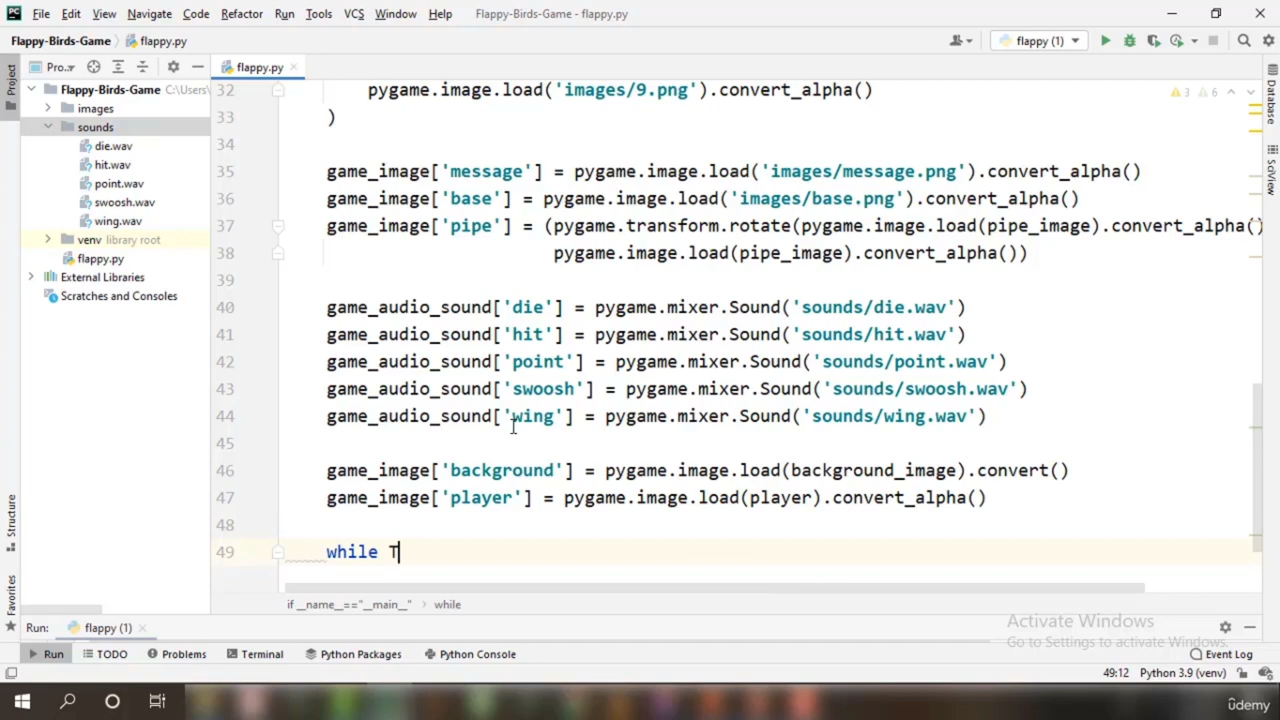 File Edit View Navigate Code Refactor Run Tools VCS Window Help Flappy-Birds-Game - flappy.py
Flappy-Birds-Game flappy.py flappy (1)
Project Pro... flappy.py
Flappy-Birds-Game C:\Users\
images
sounds
die.wav
hit.wav
point.wav
swoosh.wav
wing.wav
venv library root
flappy.py
External Libraries
Scratches and Consoles
32 pygame.image.load('images/9.png').convert_alpha()
33 )
34
35 game_image['message'] = pygame.image.load('images/message.png').convert_alpha()
36 game_image['base'] = pygame.image.load('images/base.png').convert_alpha()
37 game_image['pipe'] = (pygame.transform.rotate(pygame.image.load(pipe_image).convert_alpha()
38 pygame.image.load(pipe_image).convert_alpha())
39
40 game_audio_sound['die'] = pygame.mixer.Sound('sounds/die.wav')
41 game_audio_sound['hit'] = pygame.mixer.Sound('sounds/hit.wav')
42 game_audio_sound['point'] = pygame.mixer.Sound('sounds/point.wav')
43 game_audio_sound['swoosh'] = pygame.mixer.Sound('sounds/swoosh.wav')
44 game_audio_sound['wing'] = pygame.mixer.Sound('sounds/wing.wav')
45
46 game_image['background'] = pygame.image.load(background_image).convert()
47 game_image['player'] = pygame.image.load(player).convert_alpha()
48
49 while T
3 6
Database
SciView
Structure
Favorites
if __name__=="__main__" while
Activate Windows
Go to Settings to activate Windows.
Run: flappy (1)
Run TODO Problems Terminal Python Packages Python Console Event Log
49:12 Python 3.9 (venv)
udemy